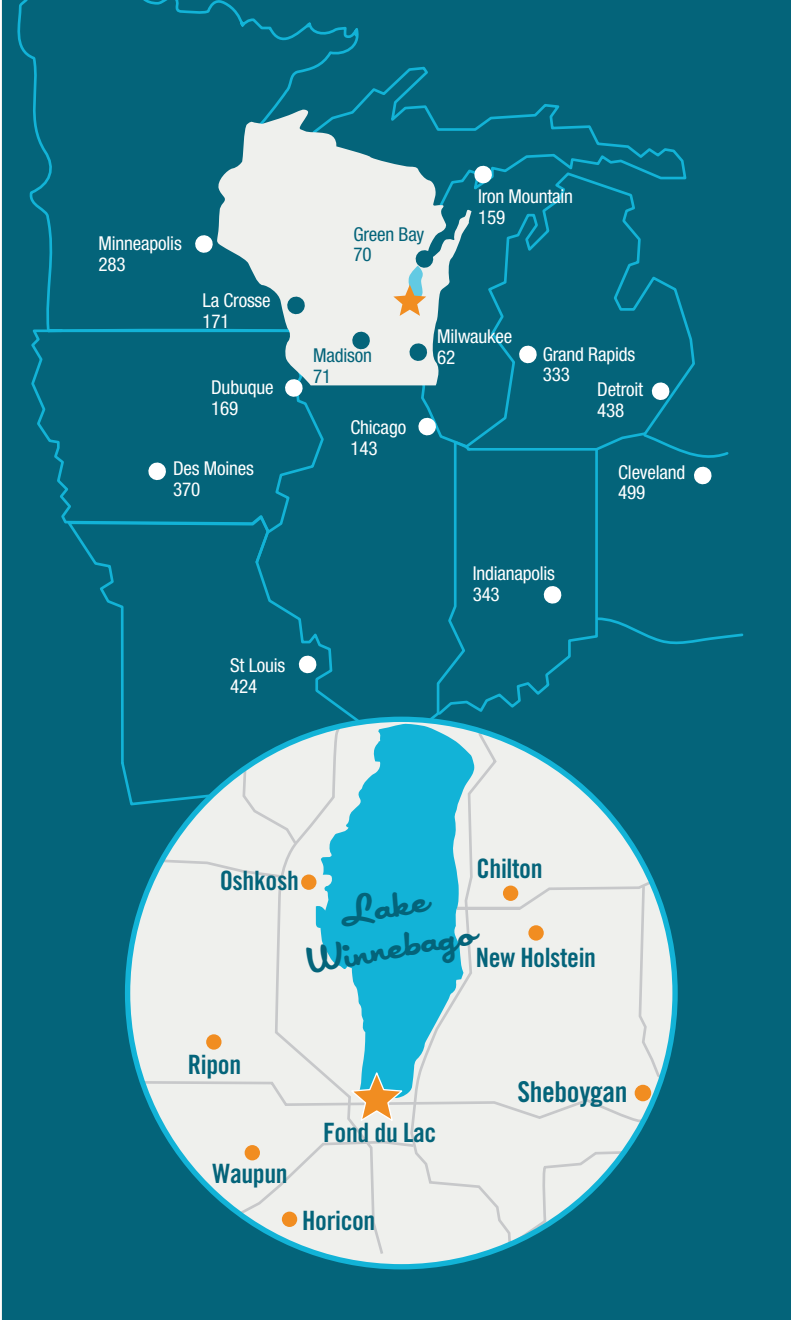 Iron Mountain
159
Green Bay
70
Minneapolis
283
La Crosse
171
Milwaukee
62
Madison
71
Grand Rapids
333
Dubuque
169
Detroit
438
Chicago
143
Des Moines
370
Cleveland
499
Indianapolis
343
St Louis
424
Oshkosh
Chilton
Lake
Winnebago
New Holstein
Ripon
Sheboygan
Fond du Lac
Waupun
Horicon